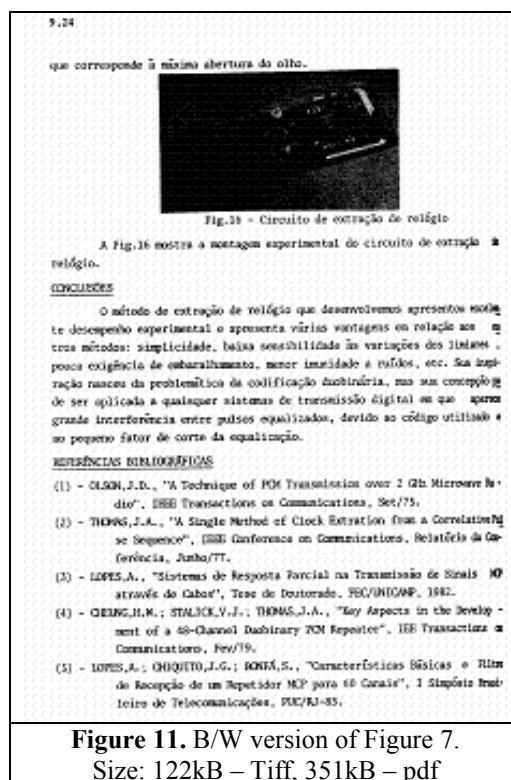 9.24
que corresponde à máxima abertura do olho.
Fig.16 - Circuito de extração de relógio
A Fig.16 mostra a montagem experimental do circuito de extração
relógio.
CONCLUSÕES
O método de extração de relógio que desenvolvemos apresentou
te desempenho experimental e apresenta várias vantagens em relação aos
tros métodos: simplicidade, baixa sensibilidade às variações dos limiares ,
pouca exigência de embaralhamento, menor imunidade a ruídos, etc. Sua
ração nasceu da problemática da codificação duobinária, mas sua concepção
de ser aplicada a quaisquer sistemas de transmissão digital em que
grande interferência entre pulsos equalizados, devido ao código utilizado e
ao pequeno fator de corte da equalização.
REFERÊNCIAS BIBLIOGRÁFICAS
(1) - OLSON,J.D., "A Technique of PCM Transmission over 2 GHz Microwave Ra-
dio", IEEE Transactions on Communications, Set/75.
(2) - THOMAS,J.A., "A Single Method of Clock Extration from a Correlative
se Sequence", IEEE Conference on Communications, Relatório da Con-
ferência, Junho/77.
(3) - LOPES,A., "Sistemas de Resposta Parcial na Transmissão de Sinais MCP
através de Cabos", Tese de Doutorado, FEC/UNICAMP, 1982.
(4) - CHEUNG,H.W.; STALICK,V.J.; THOMAS,J.A., "Key Aspects in the Develop -
ment of a 48-Channel Duobinary PCM Repeater", IEE Transactions on
Communications, Fev/79.
(5) - LOPES,A.; CHIQUITO,J.G.; BONFÁ,S., "Características Básicas e Filtro
de Recepção de um Repetidor MCP para 60 Canais", I Simpósio Brasi-
leiro de Telecomunicações, PUC/RJ-83.
Figure 11. B/W version of Figure 7.
Size: 122kB – Tiff, 351kB – pdf